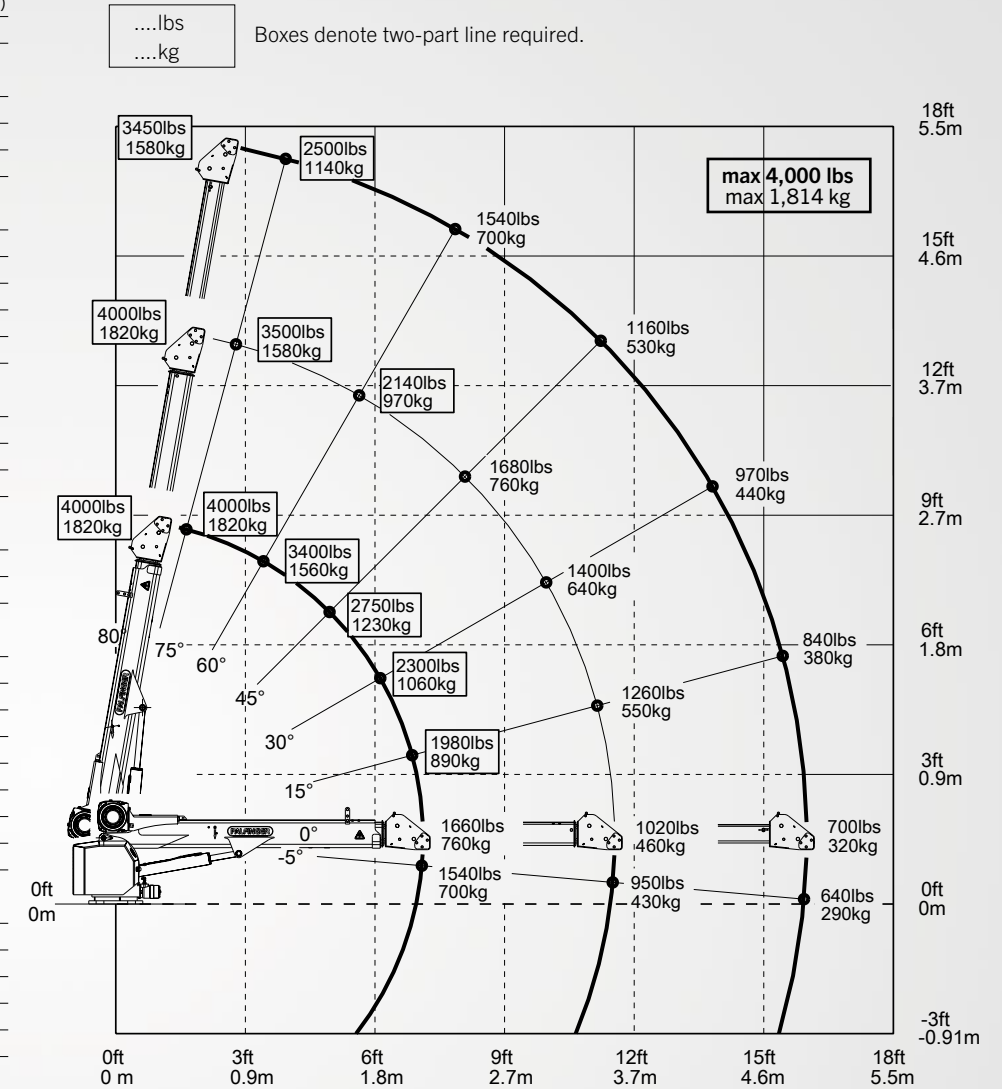 )
....lbs
....kg
Boxes denote two-part line required.
18ft
5.5m
3450lbs
1580kg
2500lbs
1140kg
max 4,000 lbs
max 1,814 kg
1540lbs
700kg
15ft
4.6m
4000lbs
1820kg
3500lbs
1580kg
1160lbs
530kg
12ft
3.7m
2140lbs
970kg
1680lbs
760kg
970lbs
440kg
9ft
2.7m
4000lbs
1820kg
4000lbs
1820kg
3400lbs
1560kg
1400lbs
640kg
2750lbs
1230kg
80°
75°
60°
45°
30°
15°
6ft
1.8m
840lbs
380kg
2300lbs
1060kg
1260lbs
550kg
PALFINGER
1980lbs
890kg
3ft
0.9m
PALFINGER
0°
-5°
1660lbs
760kg
1020lbs
460kg
700lbs
320kg
1540lbs
700kg
950lbs
430kg
640lbs
290kg
0ft
0m
0ft
0m
-3ft
-0.91m
0ft
0 m
3ft
0.9m
6ft
1.8m
9ft
2.7m
12ft
3.7m
15ft
4.6m
18ft
5.5m